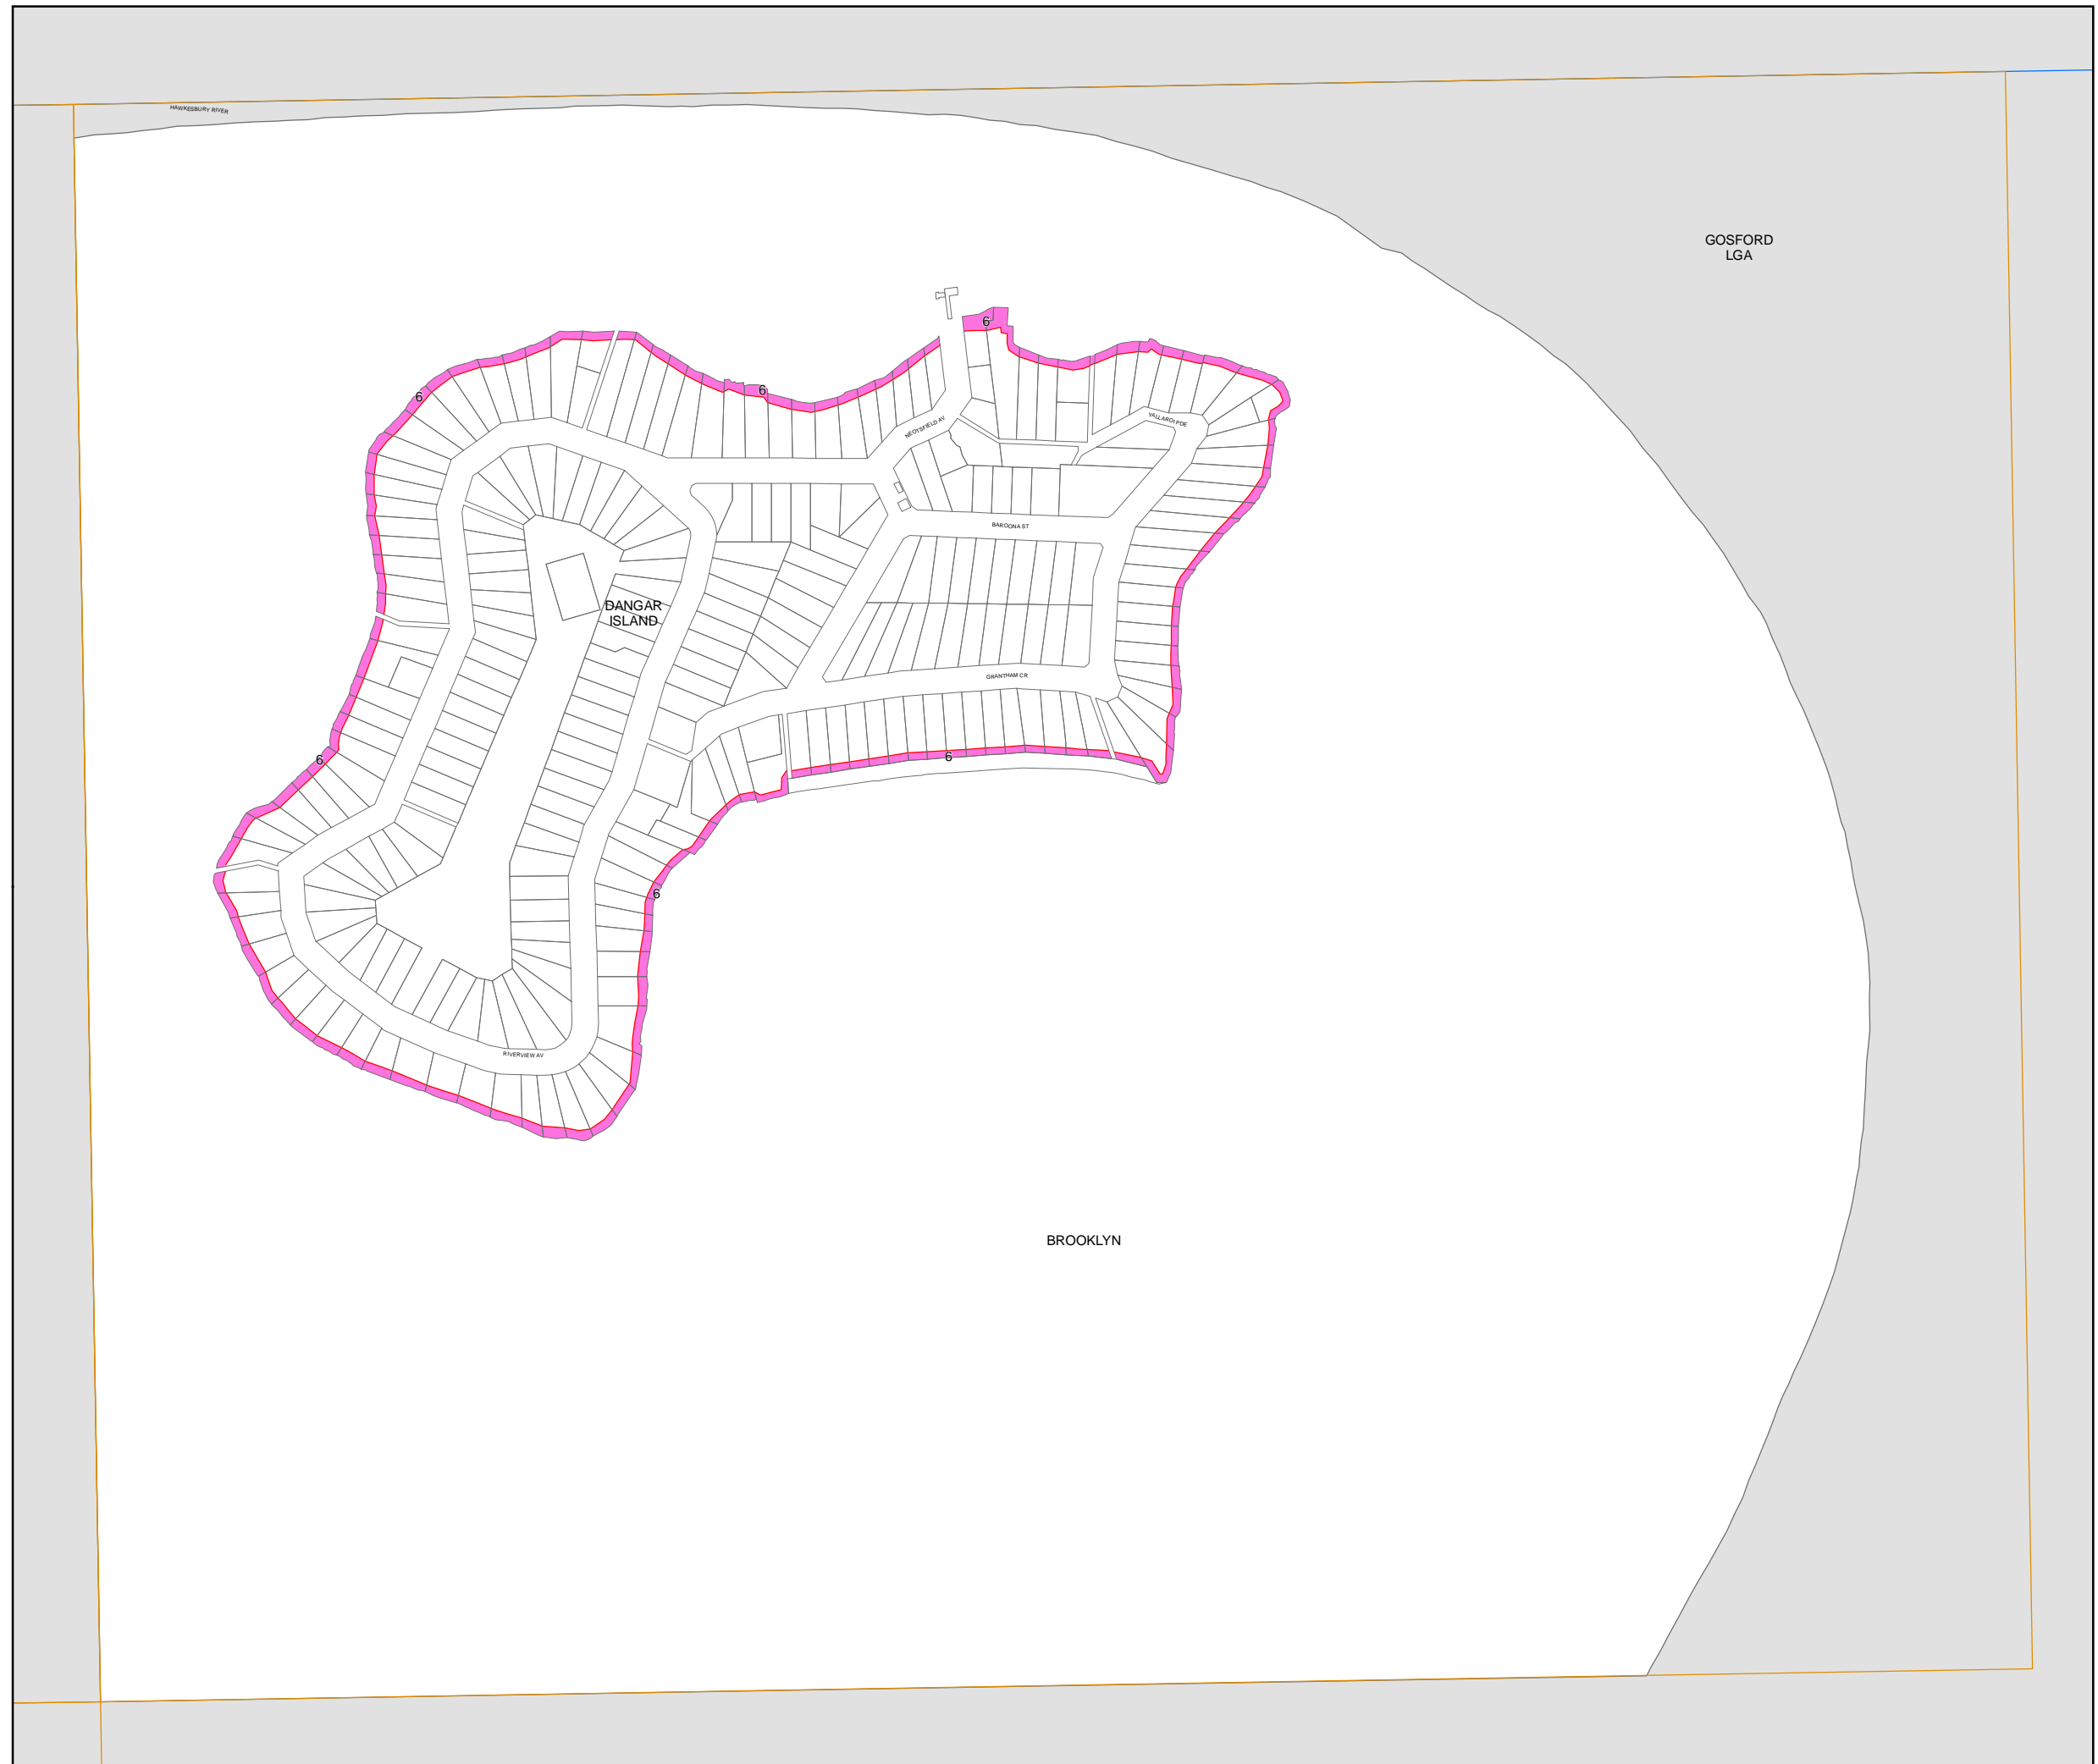 HAWKESBURY RIVER
GOSFORD
LGA
6
6
6
NEOTSFIELD AV
YALLAROI PDE
BAROONA ST
DANGAR
ISLAND
GRANTHAM CR
6
6
6
RIVERVIEW AV
BROOKLYN